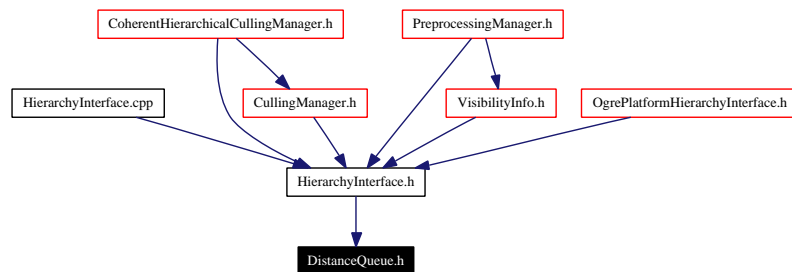 CoherentHierarchicalCullingManager.h
PreprocessingManager.h
HierarchyInterface.cpp
CullingManager.h
VisibilityInfo.h
OgrePlatformHierarchyInterface.h
HierarchyInterface.h
DistanceQueue.h